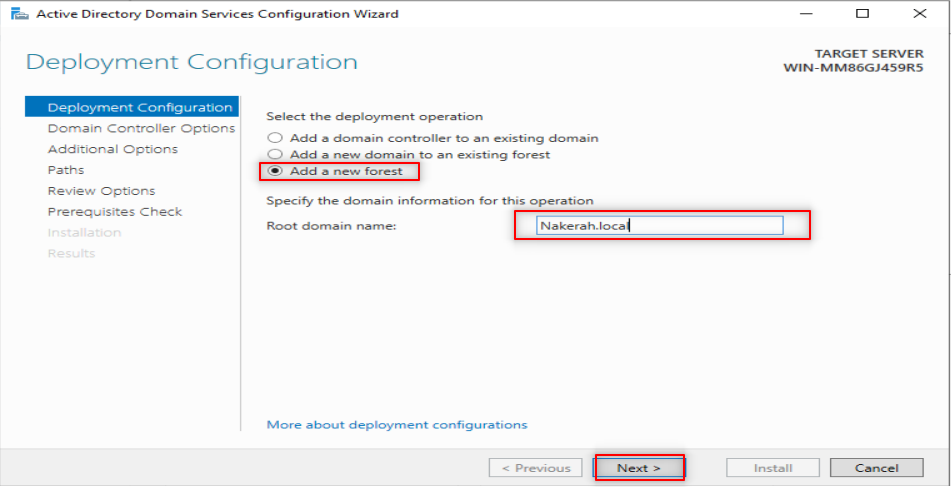 Active Directory Domain Services Configuration Wizard
Deployment Configuration
TARGET SERVER
WIN-MM86GJ459R5
Deployment Configuration
Domain Controller Options
Additional Options
Paths
Review Options
Prerequisites Check
Installation
Results
Select the deployment operation
Add a domain controller to an existing domain
Add a new domain to an existing forest
Add a new forest
Specify the domain information for this operation
Root domain name:
Nakerah.local
More about deployment configurations
< Previous
Next >
Install
Cancel